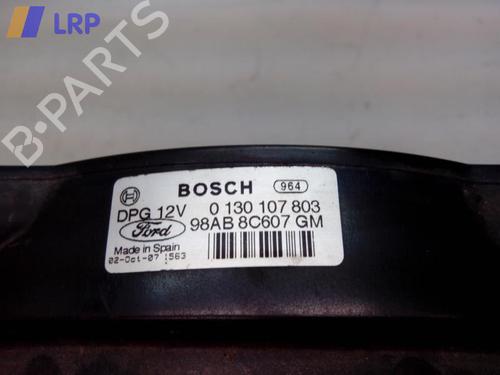 LRP
B-PARTS
BOSCH 964
DPG 12V 0 130 107 803
Ford 98AB 8C607 GM
Made in Spain
02-Oct-07 1563